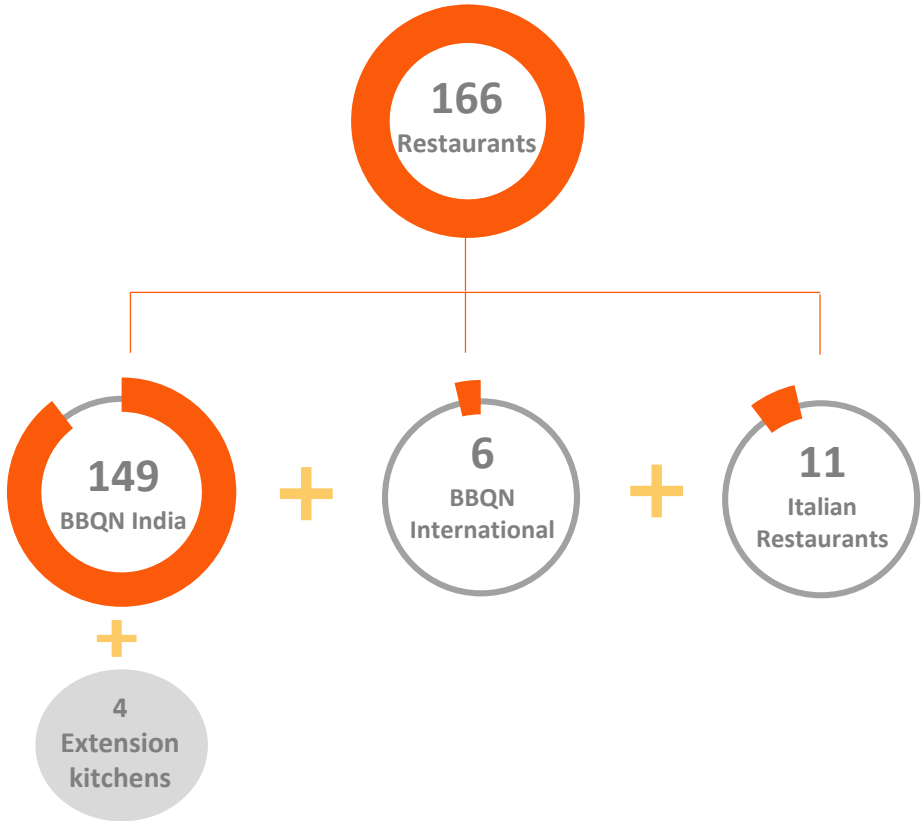 166
Restaurants
149
BBQN India
6
BBQN
International
11
Italian
Restaurants
4
Extension
kitchens